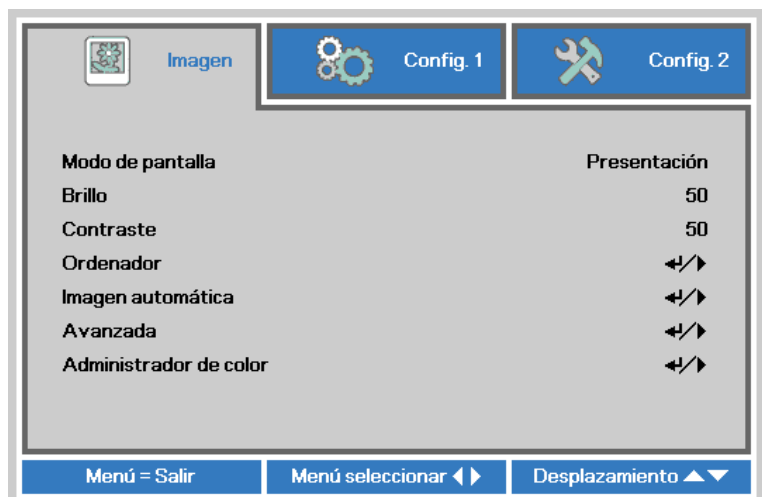 Imagen Config. 1 Config. 2
Modo de pantalla Presentación
Brillo 50
Contraste 50
Ordenador ↵/▶
Imagen automática ↵/▶
Avanzada ↵/▶
Administrador de color ↵/▶
Menú = Salir Menú seleccionar ◀▶ Desplazamiento ▲▼